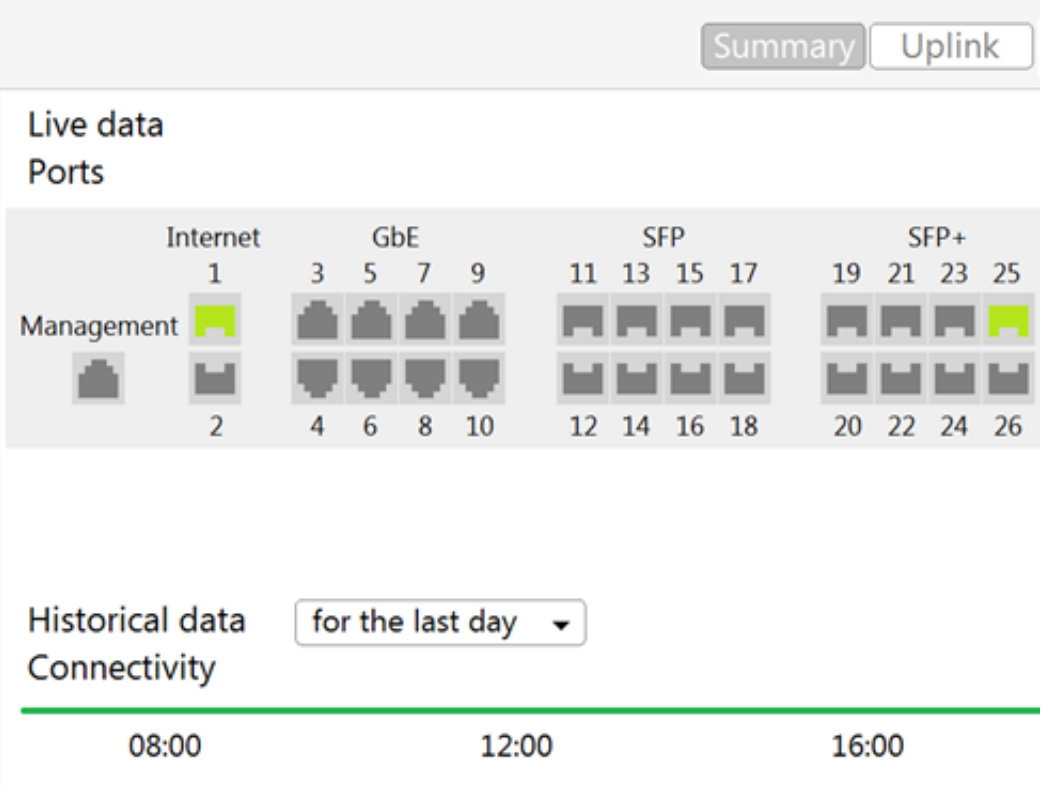 Summary Uplink
Live data
Ports
Internet GbE SFP SFP+
1 3 5 7 9 11 13 15 17 19 21 23 25
Management
2 4 6 8 10 12 14 16 18 20 22 24 26
Historical data for the last day
Connectivity
08:00 12:00 16:00